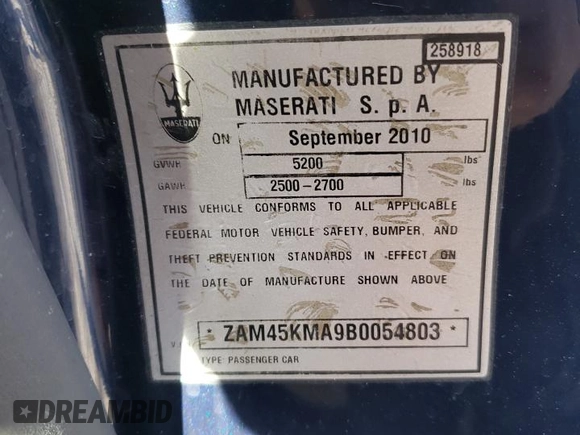 258918
MANUFACTURED BY
MASERATI S. p. A.
MASERATI
ON September 2010
GVWR 5200 lbs
GAWR 2500-2700 lbs
THIS VEHICLE CONFORMS TO ALL APPLICABLE
FEDERAL MOTOR VEHICLE SAFETY, BUMPER, AND
THEFT PREVENTION STANDARDS IN EFFECT ON
THE DATE OF MANUFACTURE SHOWN ABOVE
* ZAM45KMA9B0054803 *
TYPE: PASSENGER CAR
DREAMBID